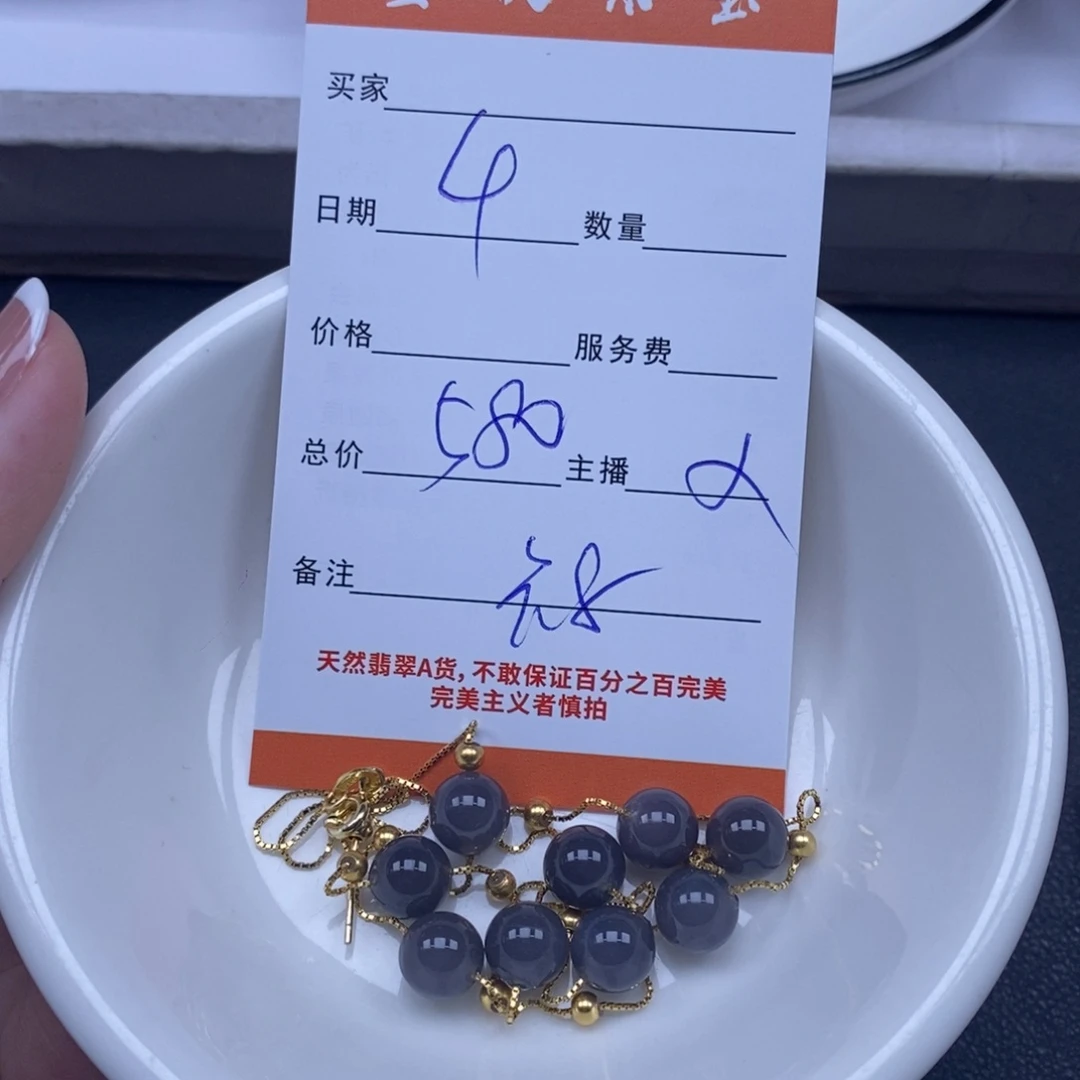 买家
4
日期 数量
价格 服务费
580
总价 主播
备注
天然翡翠A货,不敢保证百分之百完美
完美主义者慎拍